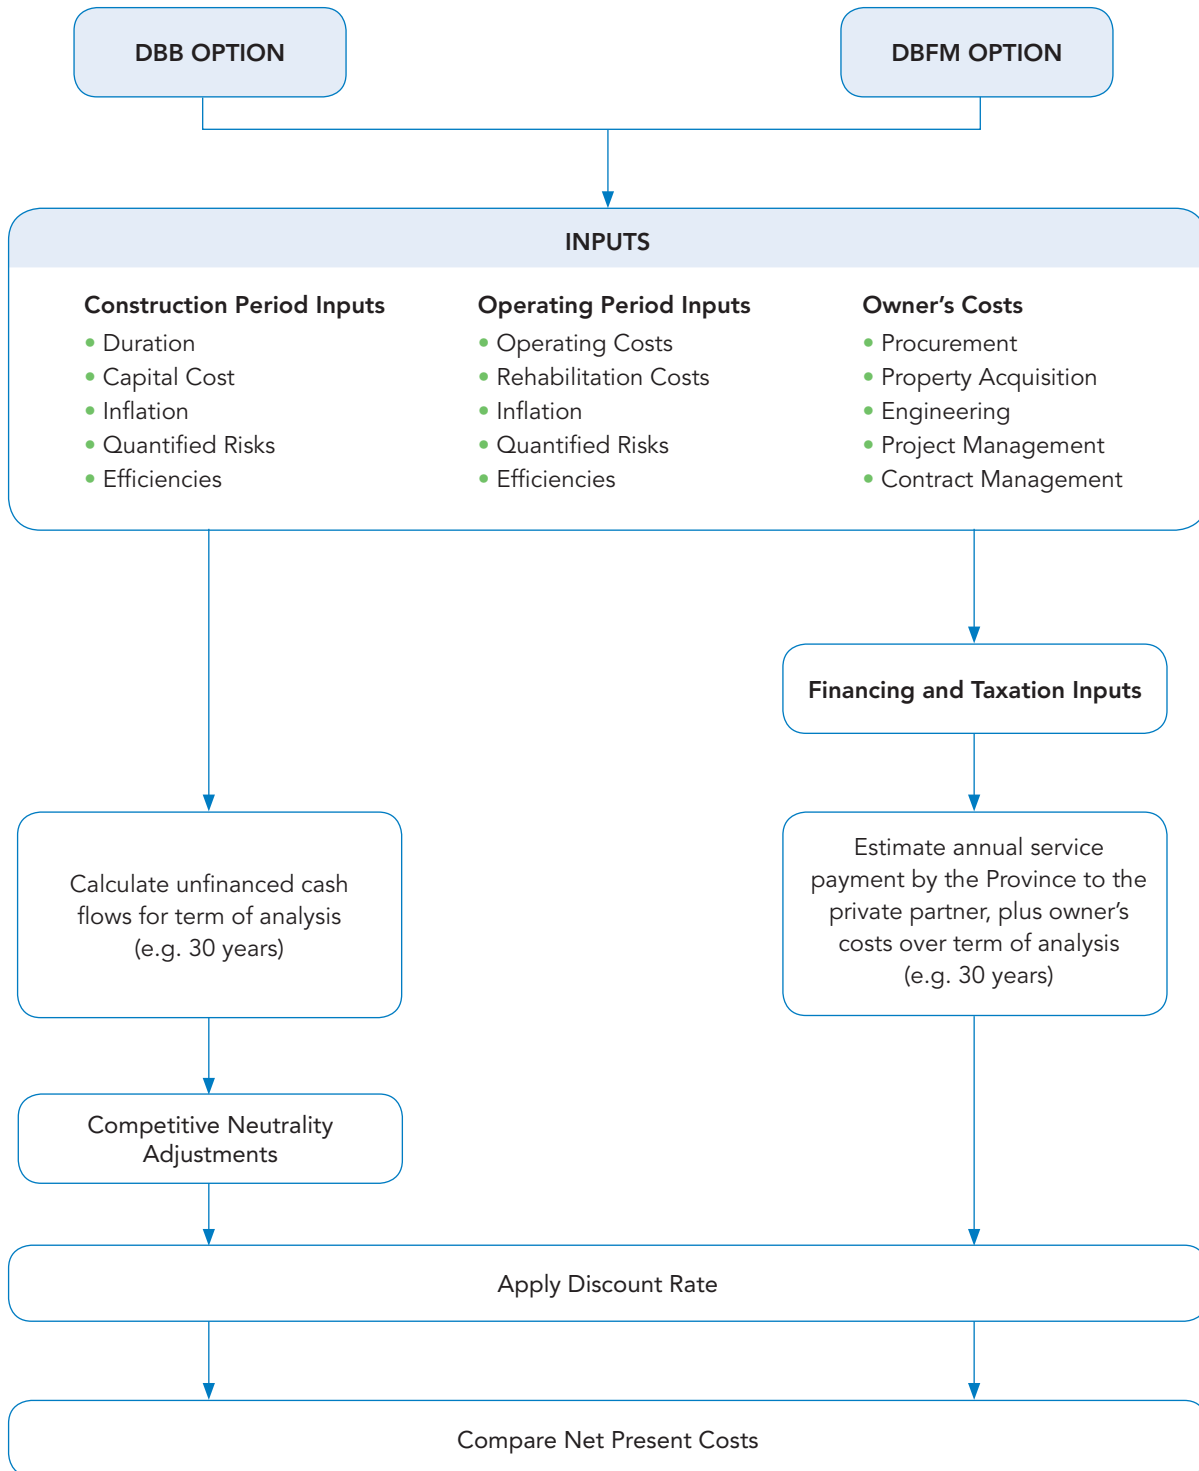 DBB OPTION
DBFM OPTION
INPUTS
Construction Period Inputs
• Duration
• Capital Cost
• Inflation
• Quantified Risks
• Efficiencies
Operating Period Inputs
• Operating Costs
• Rehabilitation Costs
• Inflation
• Quantified Risks
• Efficiencies
Owner’s Costs
• Procurement
• Property Acquisition
• Engineering
• Project Management
• Contract Management
Financing and Taxation Inputs
Calculate unfinanced cash
flows for term of analysis
(e.g. 30 years)
Estimate annual service
payment by the Province to the
private partner, plus owner’s
costs over term of analysis
(e.g. 30 years)
Competitive Neutrality
Adjustments
Apply Discount Rate
Compare Net Present Costs